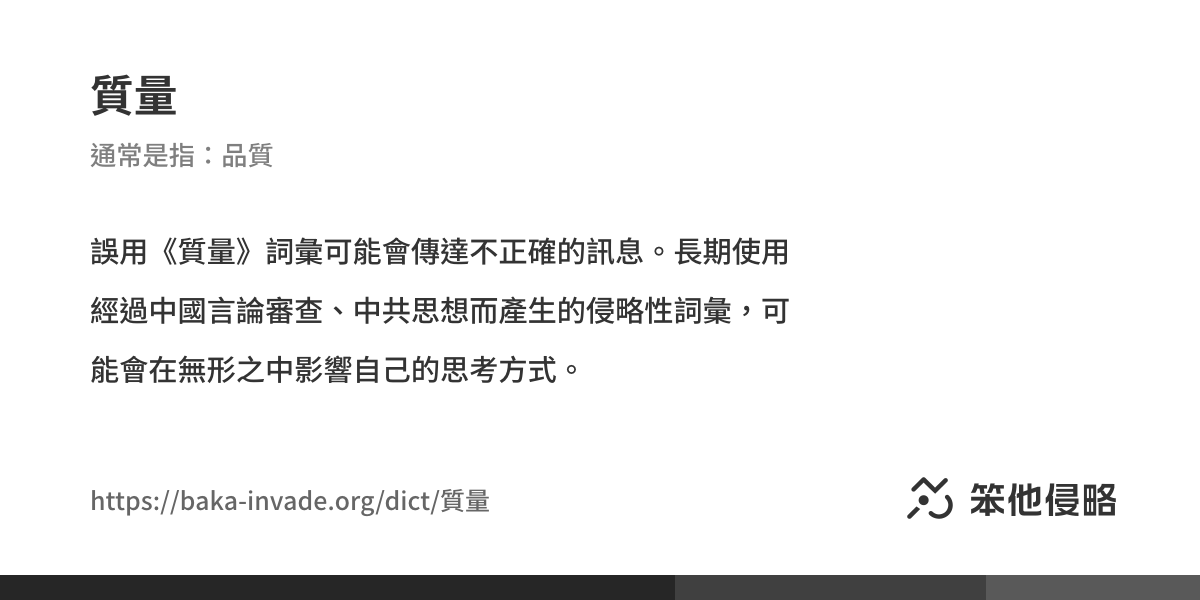 質量
通常是指：品質
誤用《質量》詞彙可能會傳達不正確的訊息。長期使用
經過中國言論審查、中共思想而產生的侵略性詞彙，可
能會在無形之中影響自己的思考方式。
https://baka-invade.org/dict/質量
笨他侵略